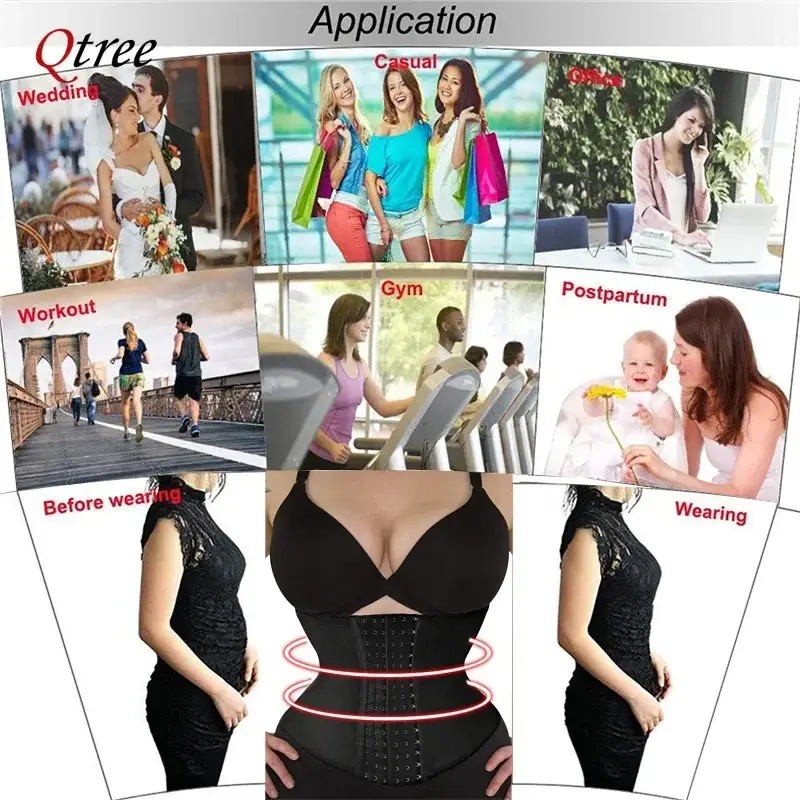 Application
Qtree
Wedding
Casual
Office
Workout
Gym
Postpartum
Before wearing
Wearing